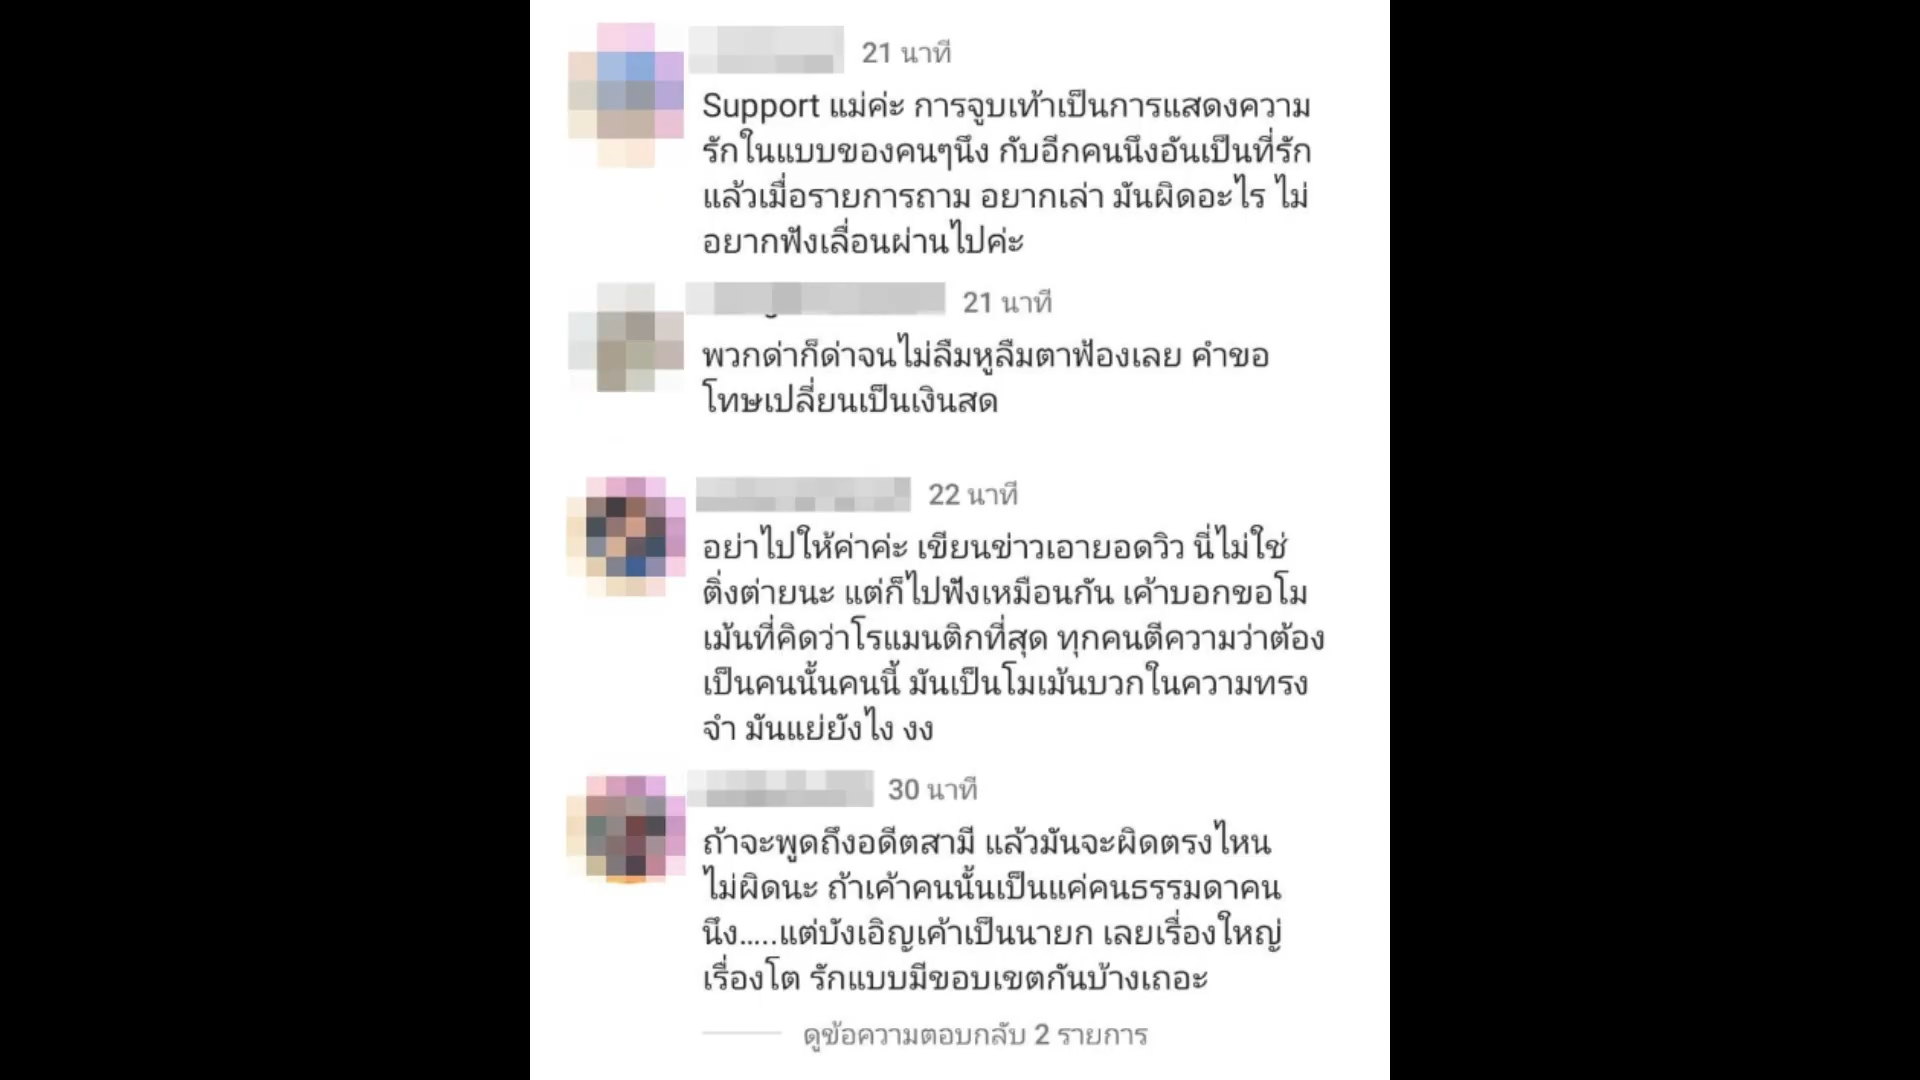 21 นาที
Support แม่ค่ะ การจูบเท้าเป็นการแสดงความ
รักในแบบของคนๆนึง กับอีกคนนึงอันเป็นที่รัก
แล้วเมื่อรายการถาม อยากเล่า มันผิดอะไร ไม่
อยากฟังเลื่อนผ่านไปค่ะ
21 นาที
พวกด่าก็ด่าจนไม่ลืมหูลืมตาฟ้องเลย คำขอ
โทษเปลี่ยนเป็นเงินสด
22 นาที
อย่าไปให้ค่าค่ะ เขียนข่าวเอายอดวิว นี่ไม่ใช่
ติ่งต่ายนะ แต่ก็ไปฟังเหมือนกัน เค้าบอกขอโม
เม้นที่คิดว่าโรแมนติกที่สุด ทุกคนตีความว่าต้อง
เป็นคนนั้นคนนี้ มันเป็นโมเม้นบวกในความทรง
จำ มันแย่ยังไง งง
30 นาที
ถ้าจะพูดถึงอดีตสามี แล้วมันจะผิดตรงไหน
ไม่ผิดนะ ถ้าเค้าคนนั้นเป็นแค่คนธรรมดาคน
นึง.....แต่บังเอิญเค้าเป็นนายก เลยเรื่องใหญ่
เรื่องโต รักแบบมีขอบเขตกันบ้างเถอะ
ดูข้อความตอบกลับ 2 รายการ